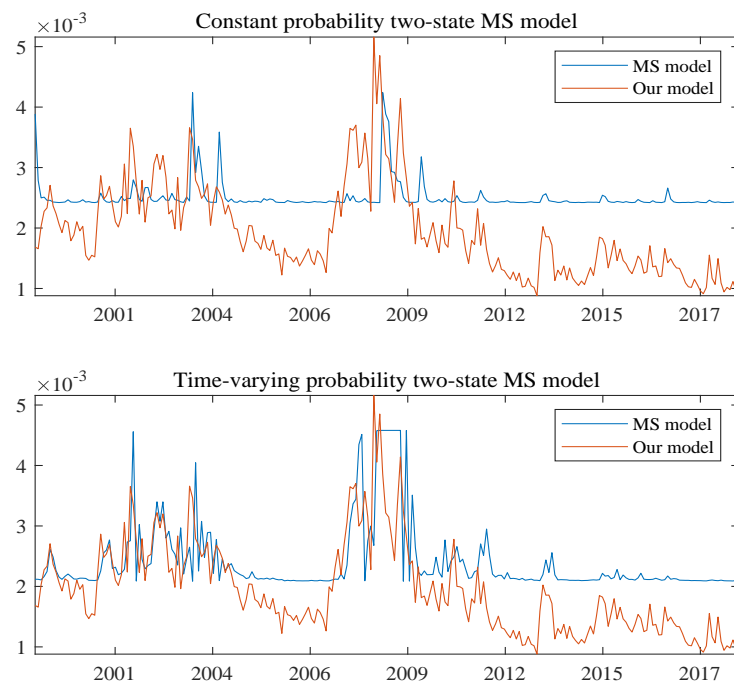 Constant probability two-state MS model
×10⁻³
5
4
3
2
1
MS model
Our model
2001 2004 2006 2009 2012 2015 2017
Time-varying probability two-state MS model
×10⁻³
5
4
3
2
1
MS model
Our model
2001 2004 2006 2009 2012 2015 2017